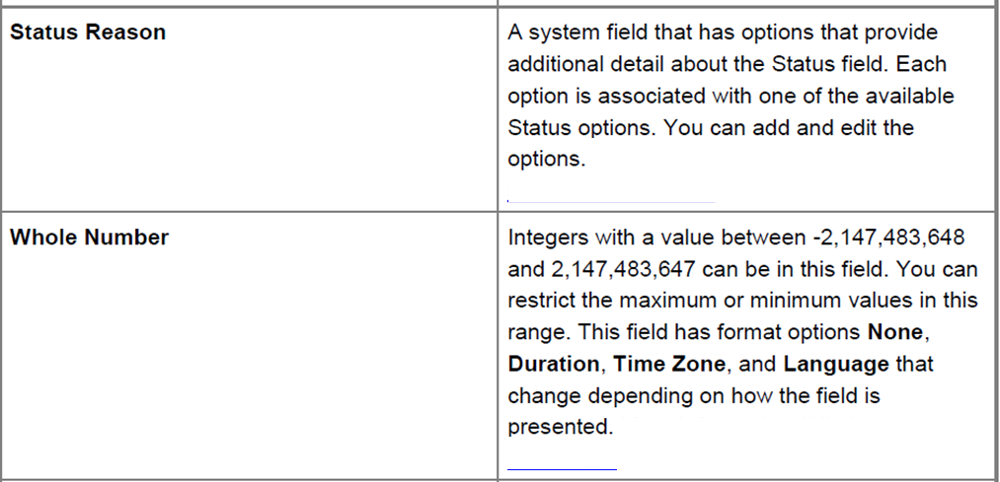 Status Reason
A system field that has options that provide
additional detail about the Status field. Each
option is associated with one of the available
Status options. You can add and edit the
options.
Whole Number
Integers with a value between -2,147,483,648
and 2,147,483,647 can be in this field. You can
restrict the maximum or minimum values in this
range. This field has format options None,
Duration, Time Zone, and Language that
change depending on how the field is
presented.